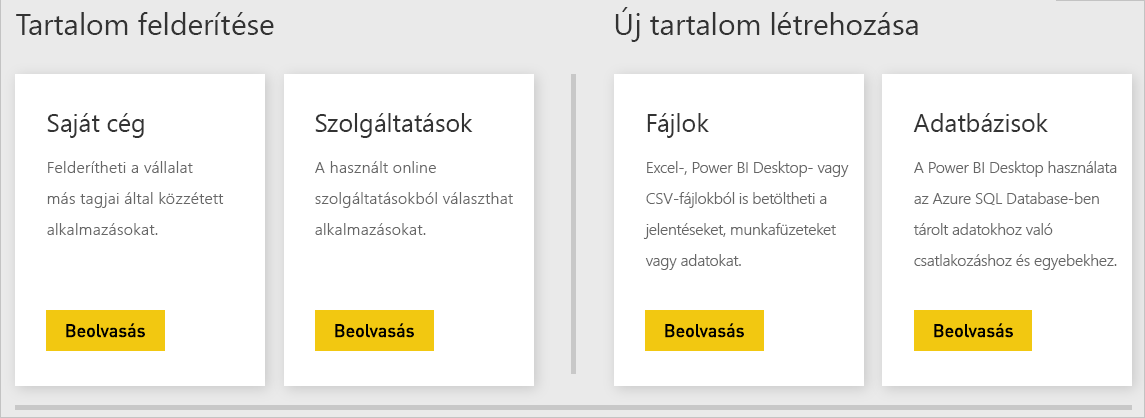 Tartalom felderítése
Saját cég
Felderítheti a vállalat
más tagjai által közzétett
alkalmazásokat.
Beolvasás
Szolgáltatások
A használt online
szolgáltatásokból választhat
alkalmazásokat.
Beolvasás
Új tartalom létrehozása
Fájlok
Excel-, Power BI Desktop- vagy
CSV-fájlokból is betöltheti a
jelentéseket, munkafüzeteket
vagy adatokat.
Beolvasás
Adatbázisok
A Power BI Desktop használata
az Azure SQL Database-ben
tárolt adatokhoz való
csatlakozáshoz és egyebekhez.
Beolvasás